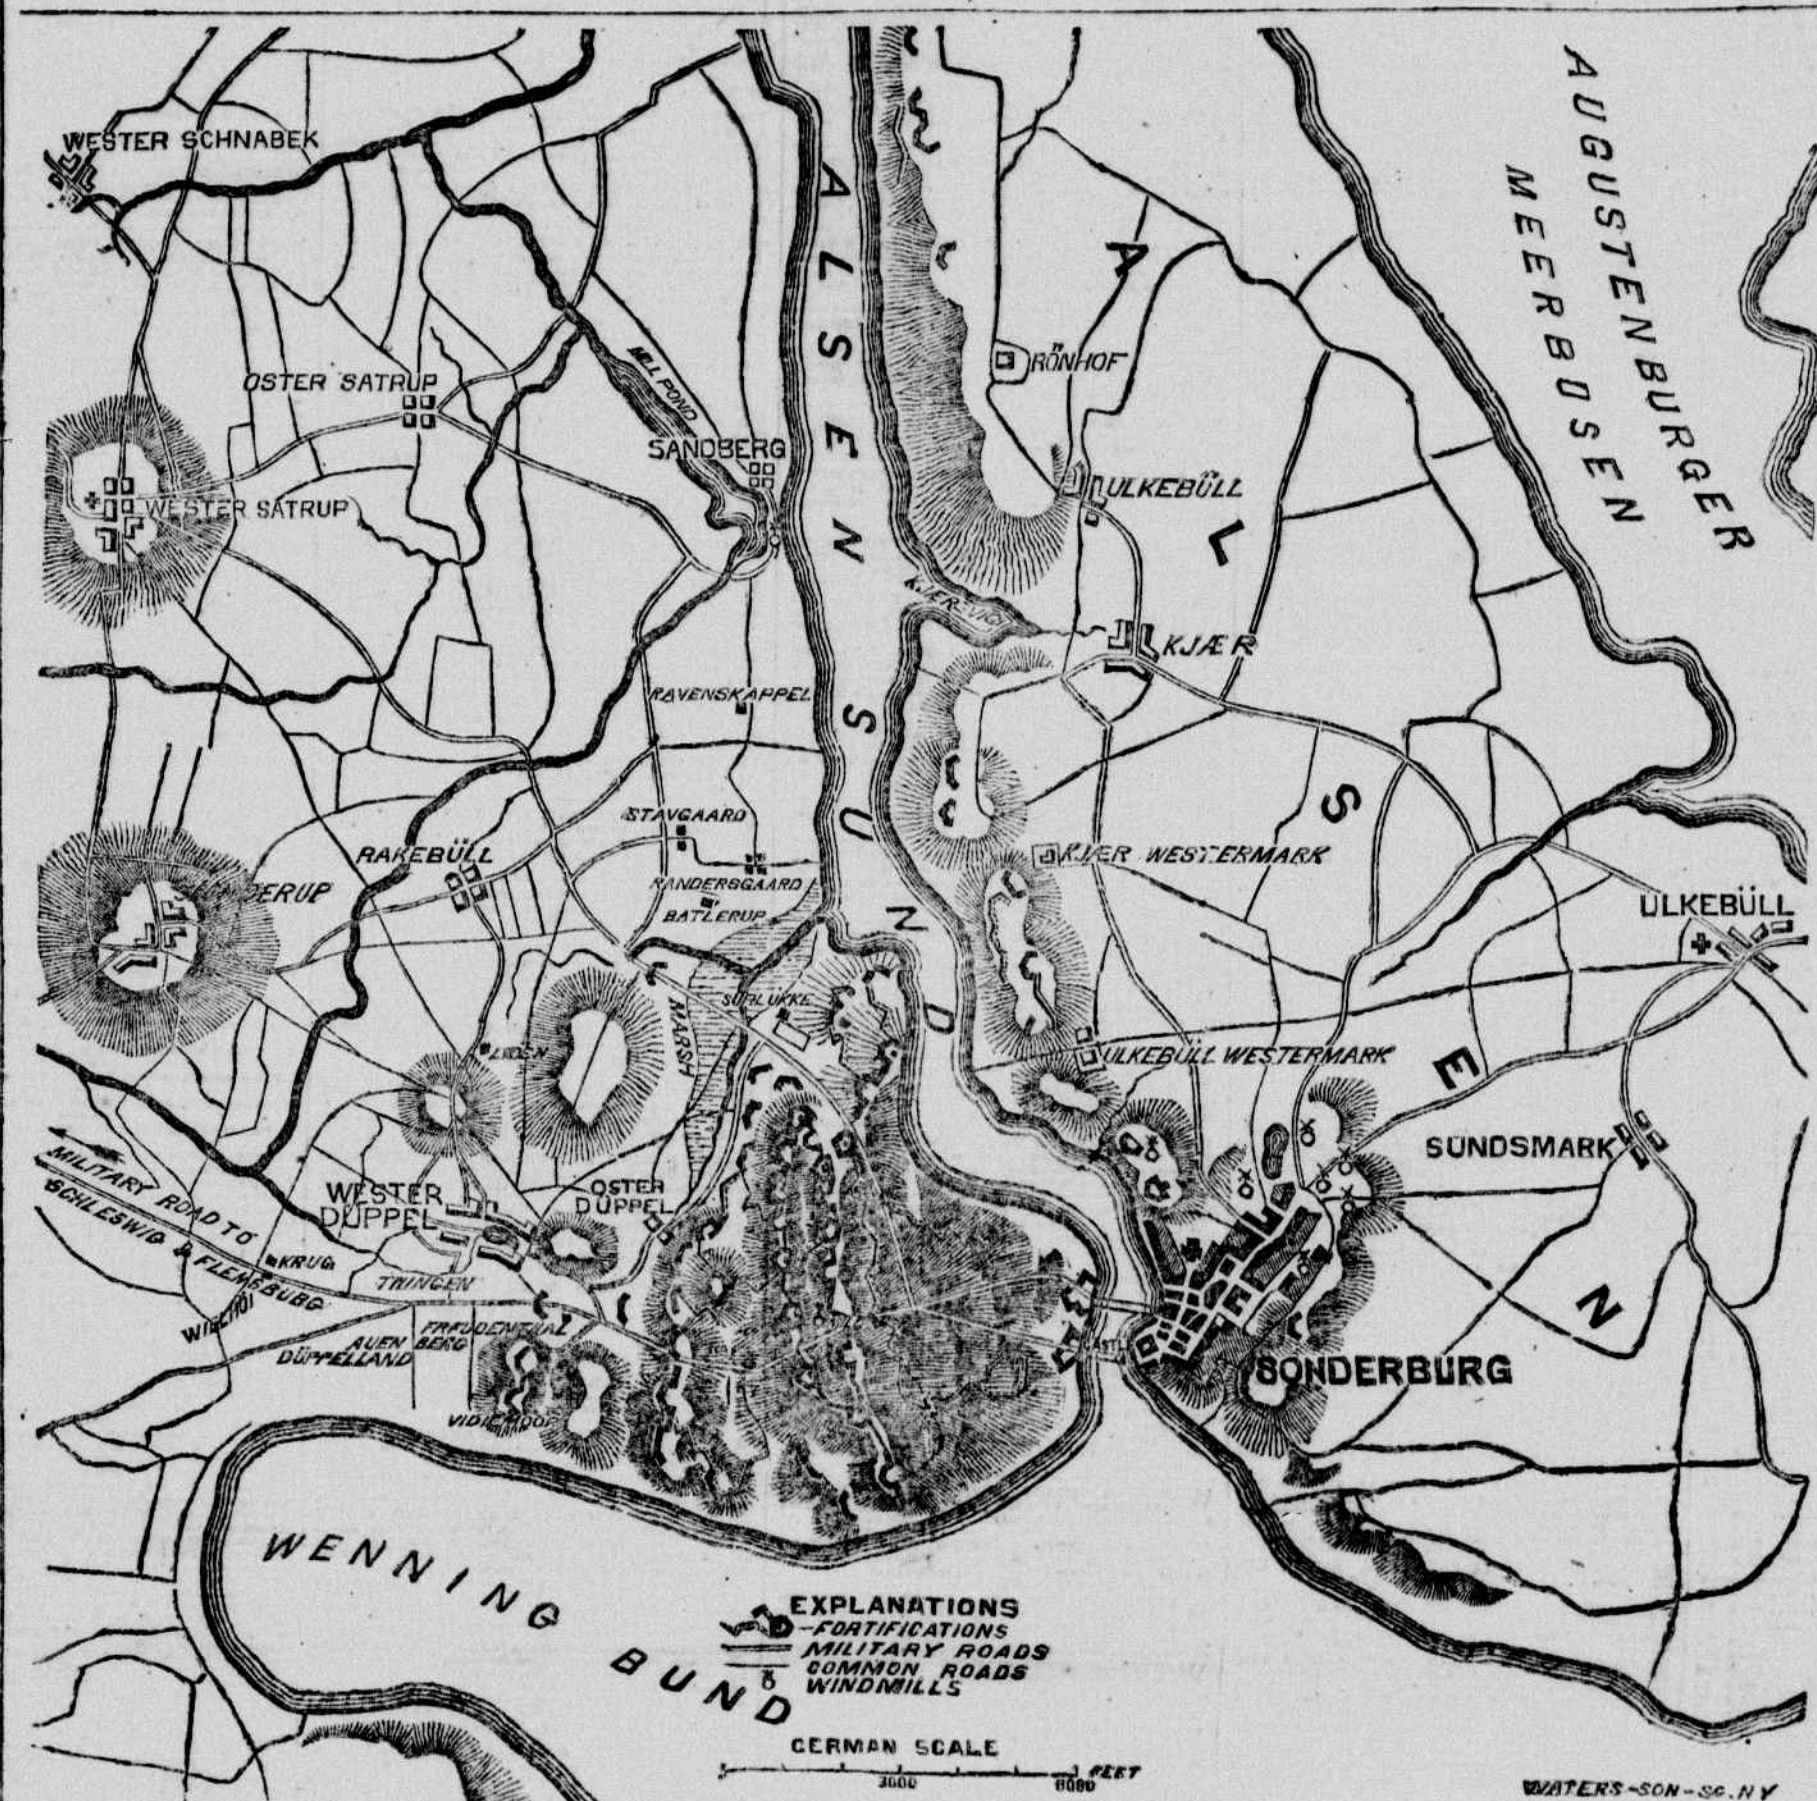 WESTER SCHNABEK
ALSEN SUND
AUGUSTENBURGER
MEERBUSEN
ALSEN
RÖNHOF
MILL POND
OSTER SATRUP
SANDBERG
WESTER SATRUP
ULKEBÜLL
KJER-VIG
KJÆR
RAVENSKAPPEL
STAVGAARD
RAKEBÜLL
RANDERSGAARD
KJÆR WESTERMARK
BATLERUP
ULKEBÜLL
SURLÜKKE
MARSH
ULKEBÜLL WESTERMARK
SUNDSMARK
MILITARY ROAD TO
SCHLESWIG & FLENSBURG
WESTER
DÜPPEL
OSTER
DÜPPEL
KRUG
FREUDENTHAL
AUEN BERG
DÜPPELLAND
SONDERBURG
WENNING BUND
EXPLANATIONS
-FORTIFICATIONS
MILITARY ROADS
COMMON ROADS
WINDMILLS
GERMAN SCALE
FEET
3000
WATERS-SON-SC. NY